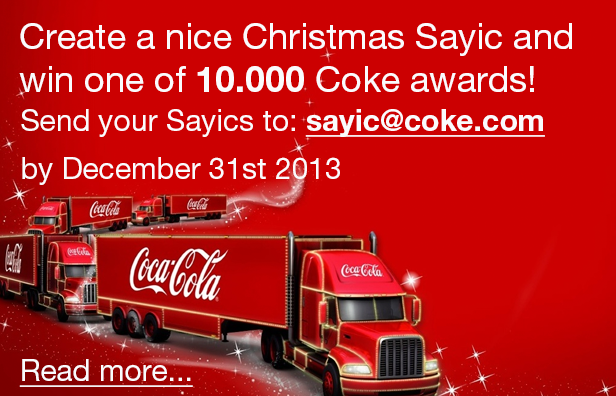 Create a nice Christmas Sayic and
win one of 10.000 Coke awards!
Send your Sayics to: sayic@coke.com
by December 31st 2013
Coca-Cola
Coca-Cola
Coca-Cola
Coca-Cola
Coca-Cola
Coca-Cola
Read more...